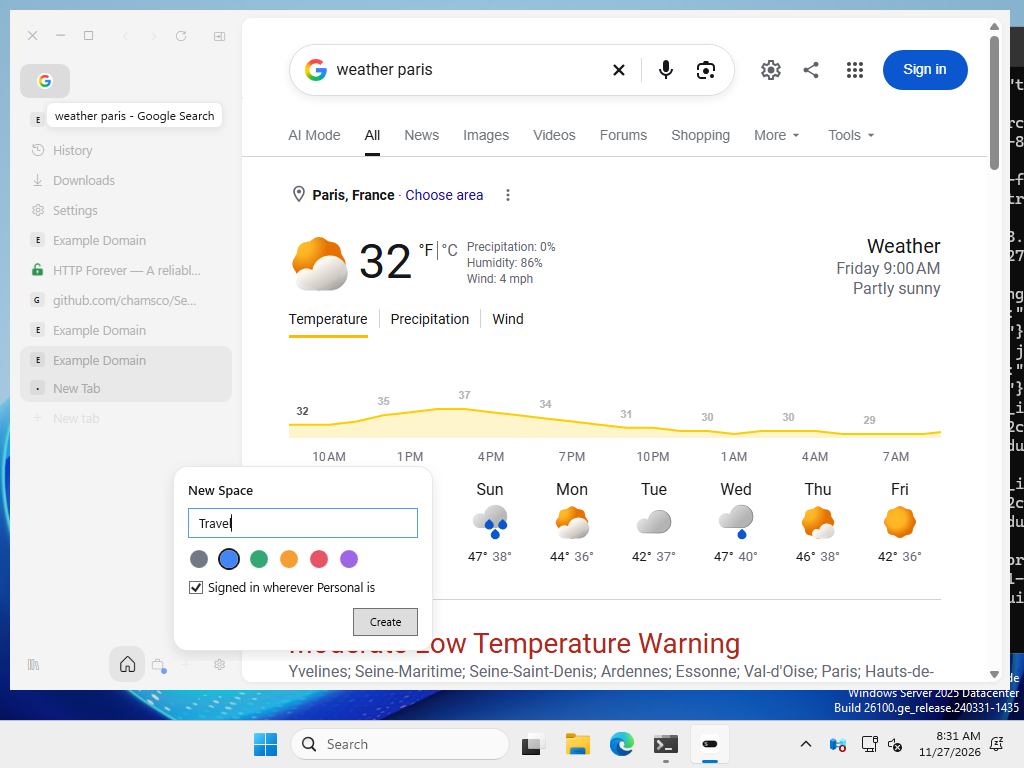 weather paris
Sign in
E
weather paris - Google Search
History
Downloads
Settings
E Example Domain
HTTP Forever — A reliabl...
G github.com/chamsco/Se...
E Example Domain
E Example Domain
New Tab
+ New tab
AI Mode All News Images Videos Forums Shopping More Tools
Paris, France · Choose area
32 °F | °C
Precipitation: 0%
Humidity: 86%
Wind: 4 mph
Weather
Friday 9:00 AM
Partly sunny
Temperature | Precipitation | Wind
32 35 37 34 31 30 30 29
10 AM 1 PM 4 PM 7 PM 10 PM 1 AM 4 AM 7 AM
Sun Mon Tue Wed Thu Fri
47° 38° 44° 36° 42° 37° 47° 40° 46° 38° 42° 36°
New Space
Travel
Signed in wherever Personal is
Create
Moderate Low Temperature Warning
Yvelines; Seine-Maritime; Seine-Saint-Denis; Ardennes; Essonne; Val-d'Oise; Paris; Hauts-de-
Windows Server 2025 Datacenter
Build 26100.ge_release.240331-1435
Search
8:31 AM
11/27/2026